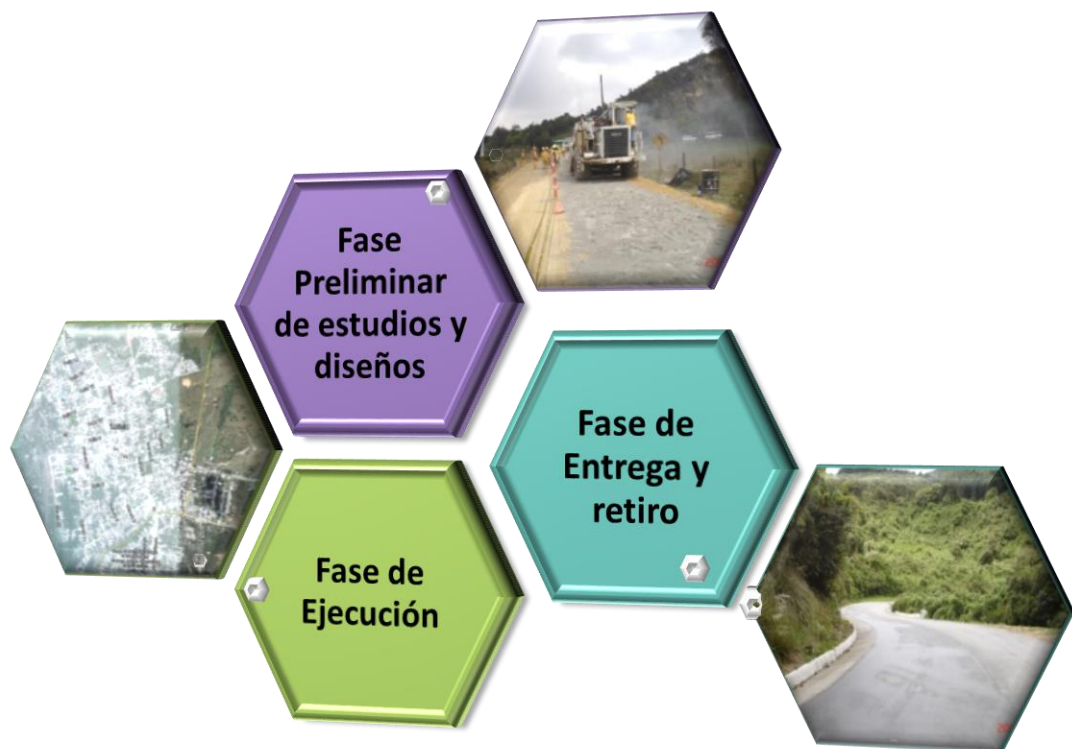 Fase
Preliminar
de estudios y
diseños
Fase de
Entrega y
retiro
Fase de
Ejecución